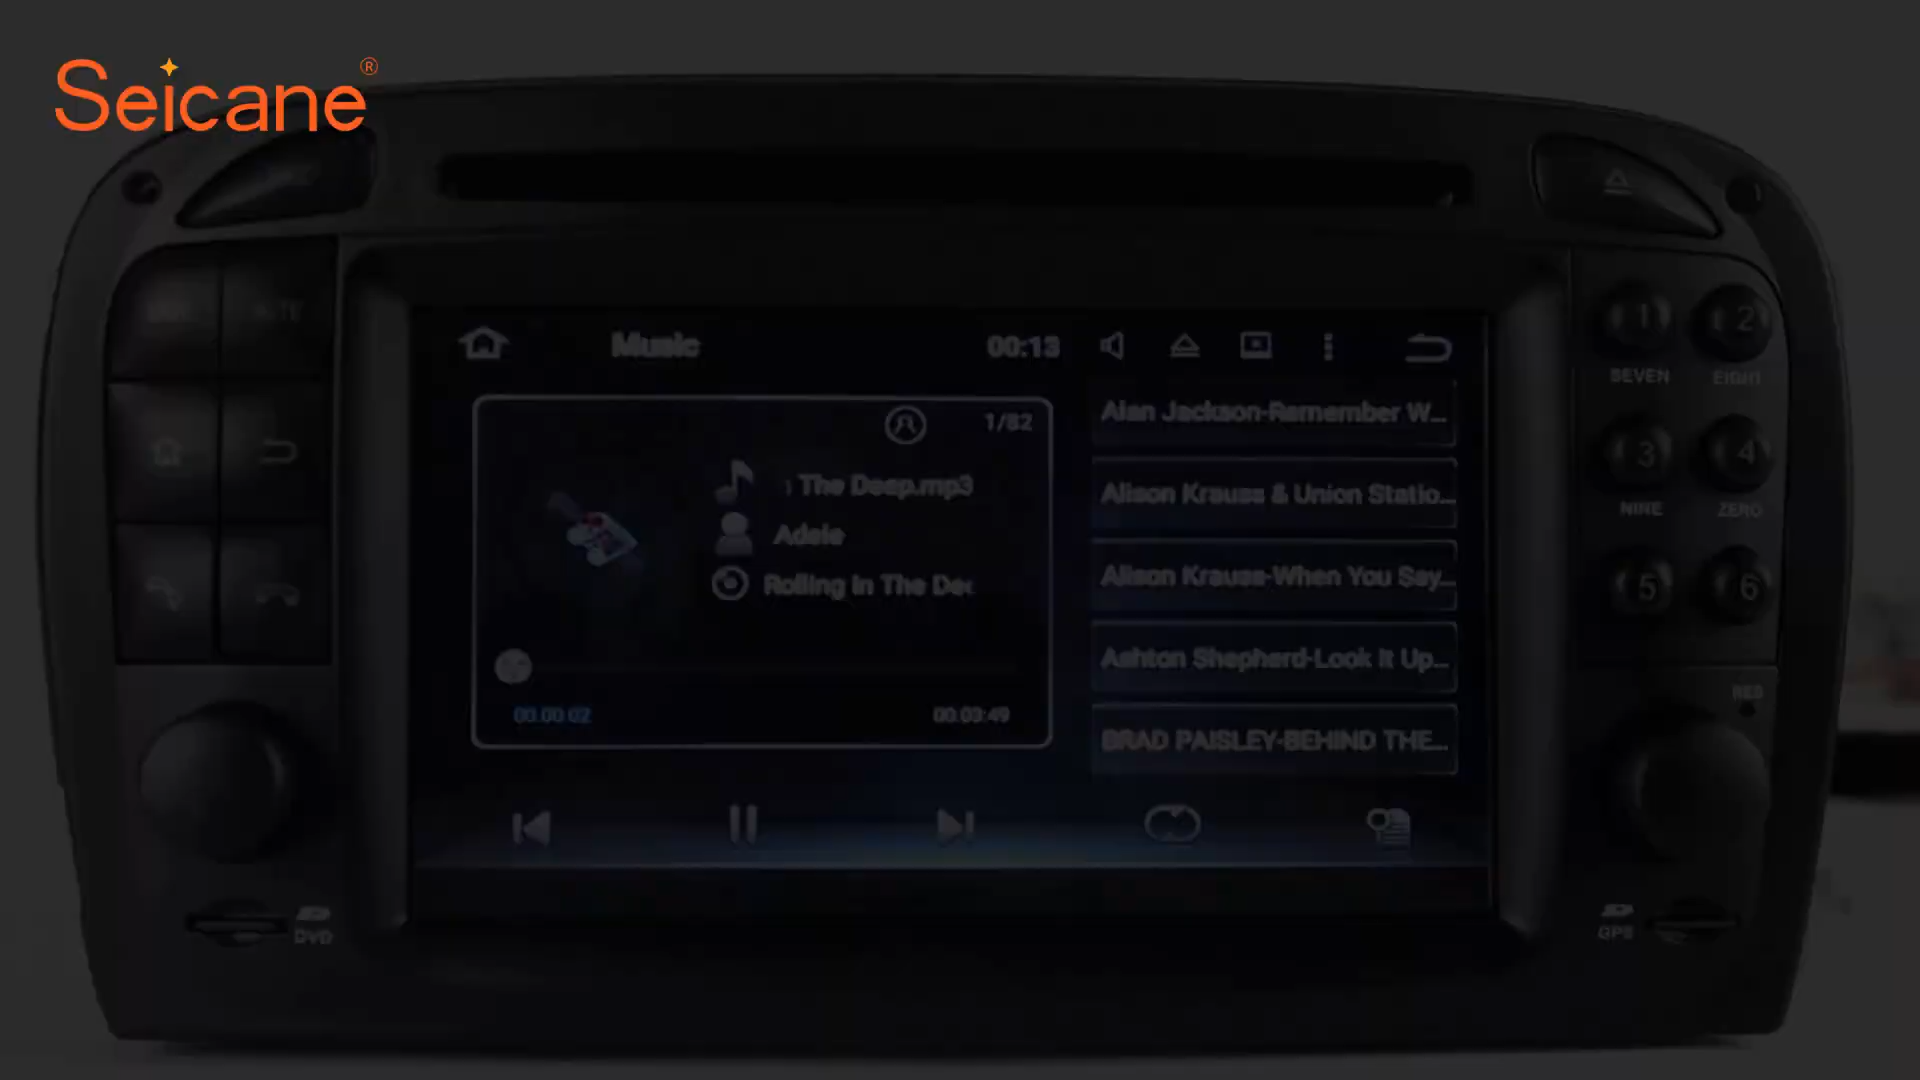 Seicane®
Music 00:13
1/82
The Deep.mp3
Adele
Rolling In The Dee
00:00:02 00:03:49
Alan Jackson-Remember W...
Alison Krauss & Union Statio...
Alison Krauss-When You Say...
Ashton Shepherd-Look It Up...
BRAD PAISLEY-BEHIND THE...
1 2
SEVEN EIGHT
3 4
NINE ZERO
5 6
RES
DVD
GPS